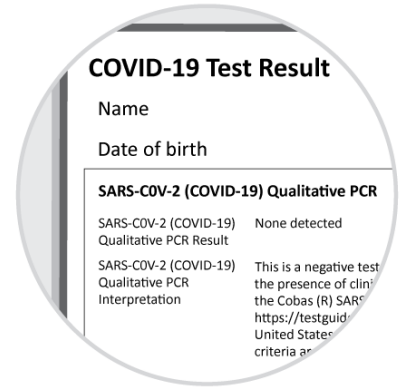 COVID-19 Test Result
Name
Date of birth
SARS-C0V-2 (COVID-19) Qualitative PCR
SARS-C0V-2 (COVID-19) None detected
Qualitative PCR Result
SARS-C0V-2 (COVID-19) This is a negative test
Qualitative PCR the presence of
Interpretation the Cobas (R)
United States
criteria